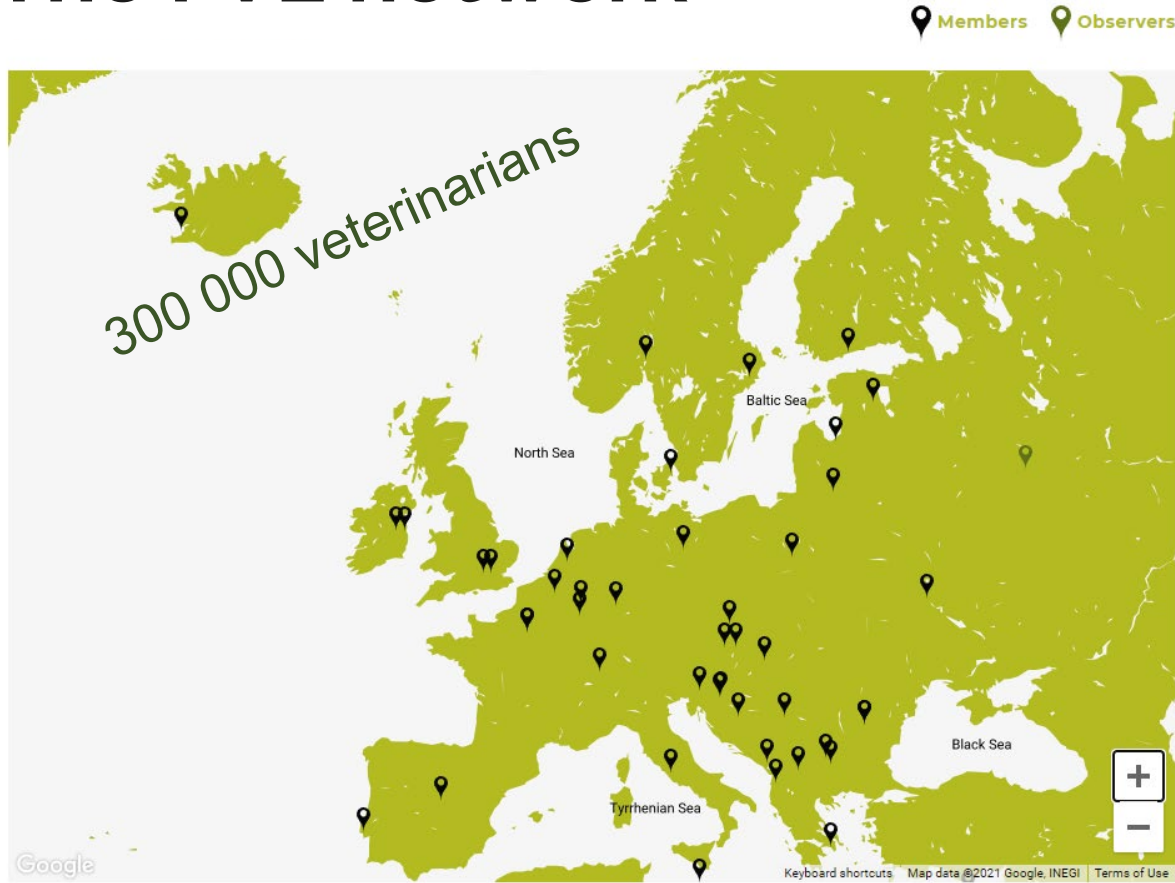 Members Observers
300 000 veterinarians
Baltic Sea
North Sea
Black Sea
Tyrrhenian Sea
Google
Keyboard shortcuts Map data ©2021 Google, INEGI Terms of Use